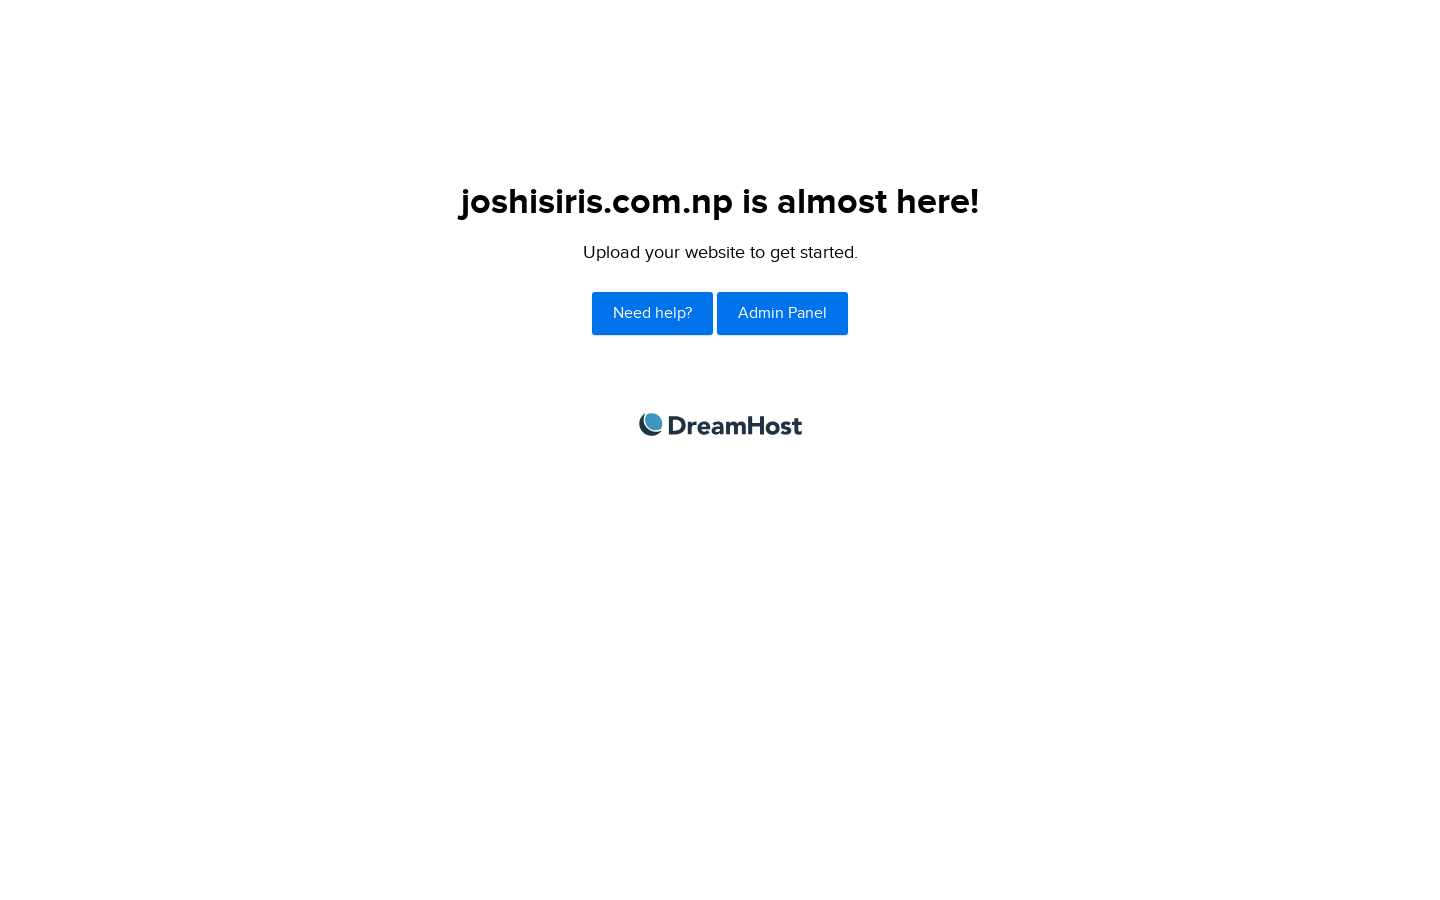 joshisiris.com.np is almost here!
Upload your website to get started.
Need help? Admin Panel
DreamHost